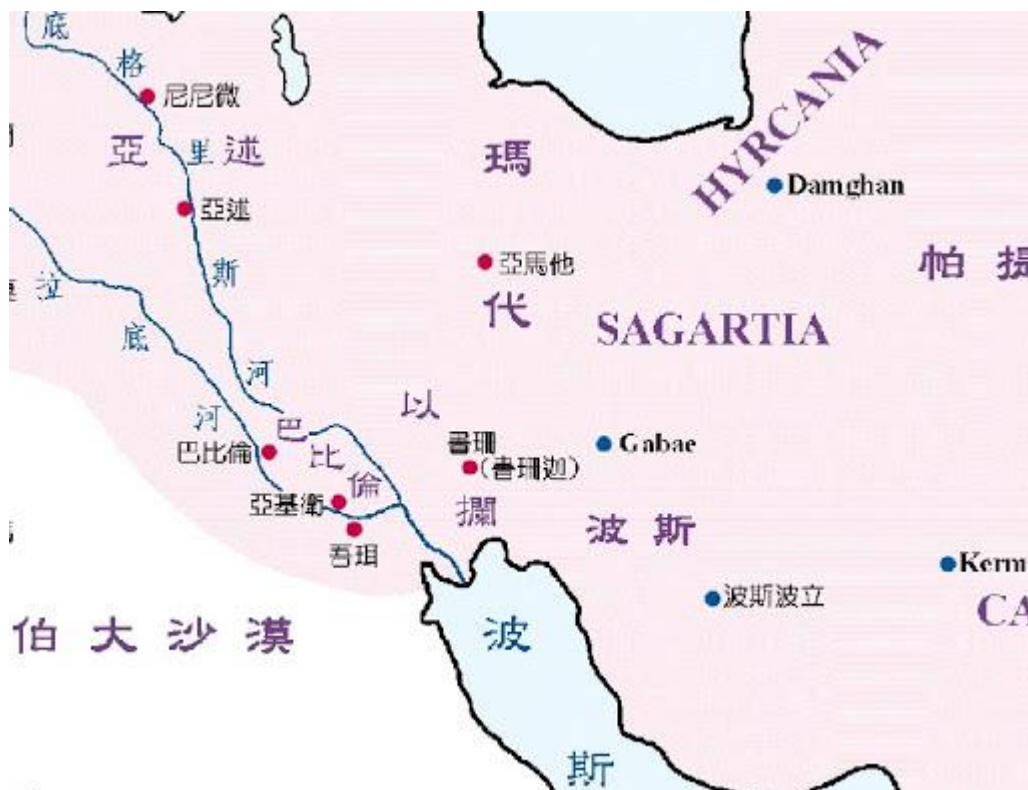 底格里斯河
尼尼微
亞述
亞述
瑪代
HYRCANIA
Damghan
亞馬他
帕提
SAGARTIA
拉底河
巴比倫
巴比倫
以攔
書珊
(書珊迦)
Gabae
亞基衛
吾珥
波斯
Kerm
波斯波立
CA
伯大沙漠
波斯